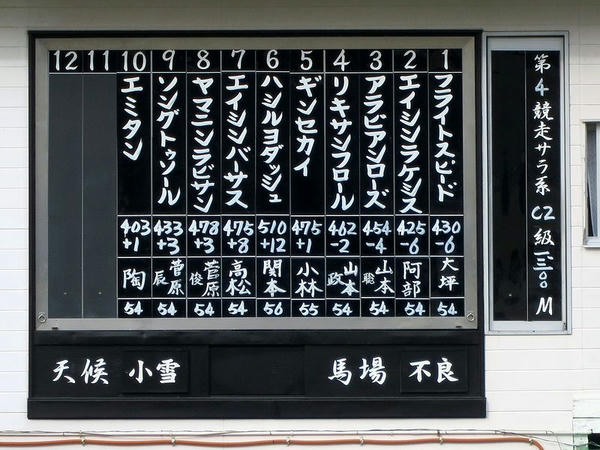 第4競走サラ系 C2級一三〇〇M
1 フライトスピード 430 -6 大坪 54
2 エイシンラケシス 425 -6 阿部 54
3 アラビアンローズ 454 -4 山本聡 54
4 リキサンフロール 462 -2 山本政 54
5 ギンセカイ 475 +1 小林 55
6 ハシルヨダッシュ 510 +12 関本 56
7 エイシンバーサス 475 +8 高松 54
8 ヤマニンラビサン 478 +3 菅原俊 54
9 ソングトゥソール 433 +3 菅原辰 54
10 エミタン 403 +1 陶 54
11
12
天候 小雪
馬場 不良